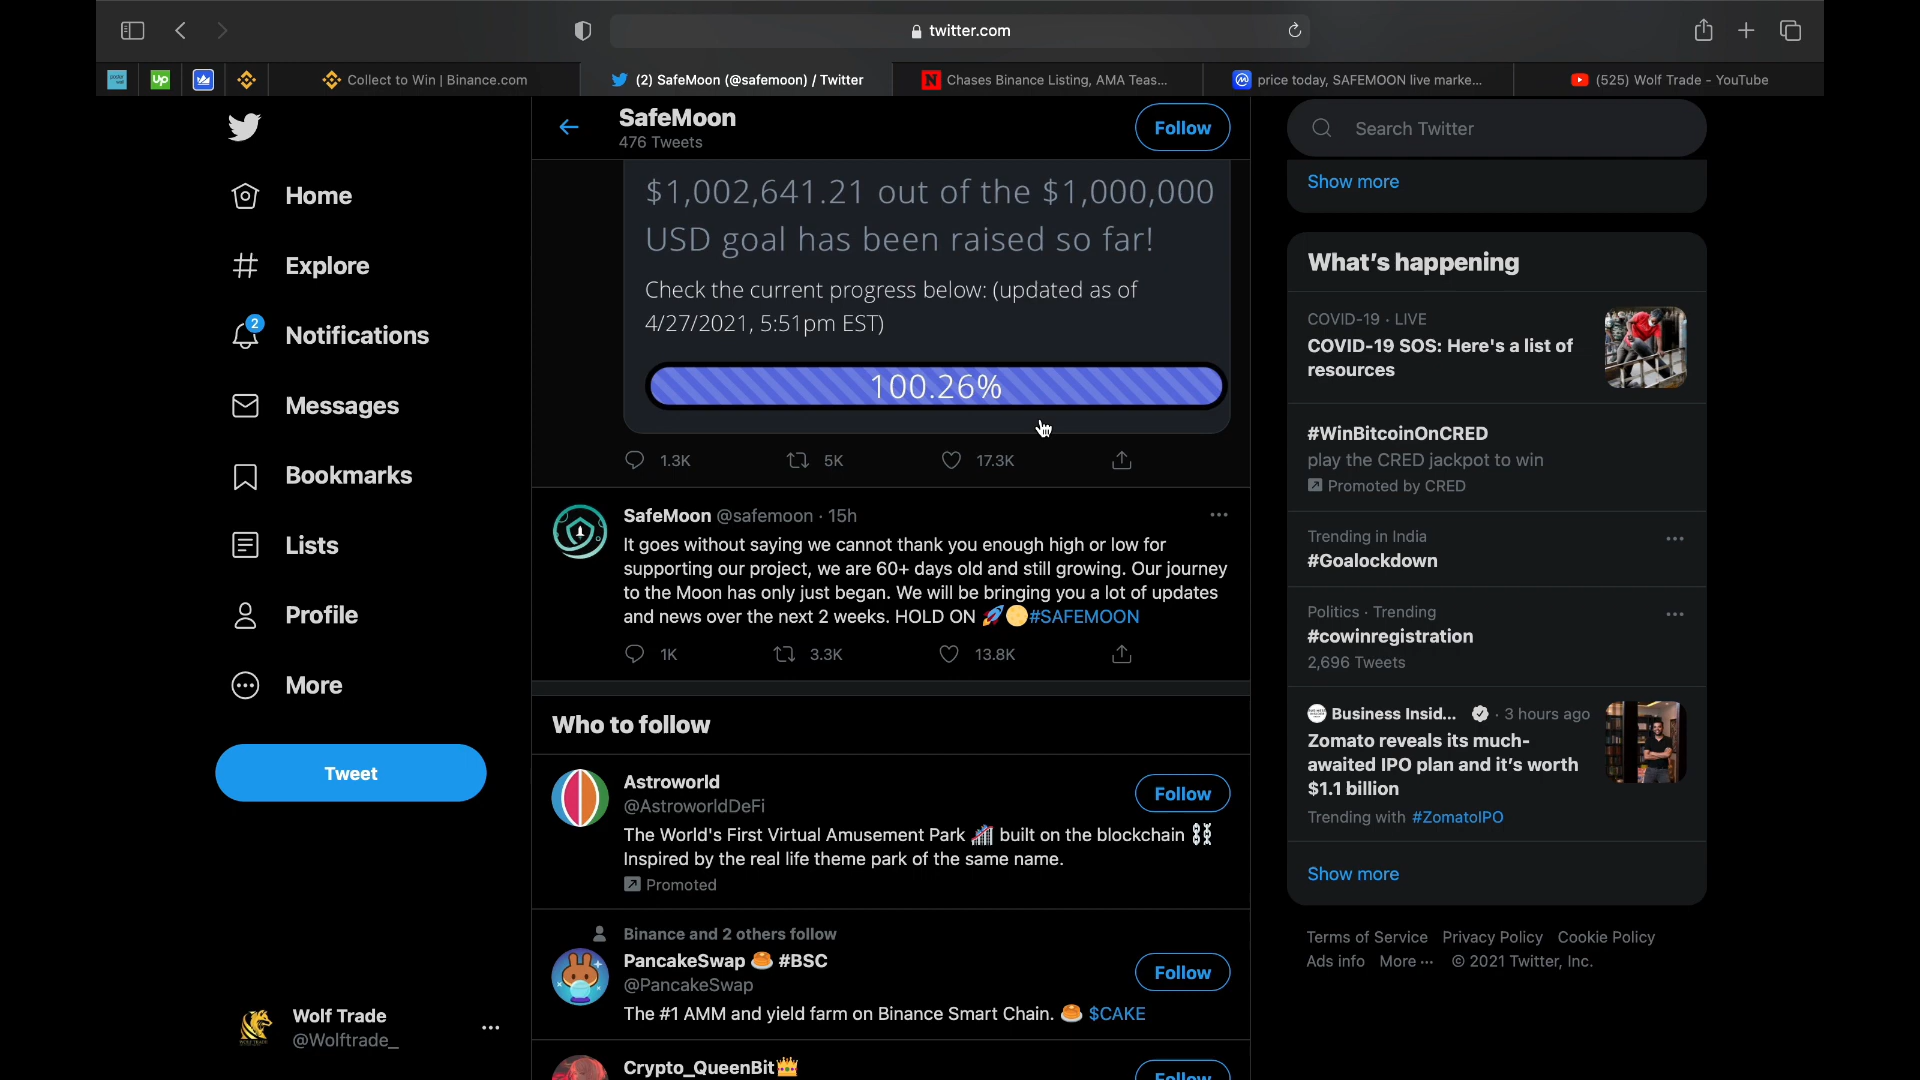 twitter.com
Collect to Win | Binance.com
(2) SafeMoon (@safemoon) / Twitter
Chases Binance Listing, AMA Teas...
price today, SAFEMOON live marke...
(525) Wolf Trade - YouTube
Home
Explore
2
Notifications
Messages
Bookmarks
Lists
Profile
More
Tweet
Wolf Trade
@Wolftrade_
SafeMoon
476 Tweets
Follow
$1,002,641.21 out of the $1,000,000
USD goal has been raised so far!
Check the current progress below: (updated as of
4/27/2021, 5:51pm EST)
100.26%
1.3K 5K 17.3K
SafeMoon @safemoon · 15h
It goes without saying we cannot thank you enough high or low for
supporting our project, we are 60+ days old and still growing. Our journey
to the Moon has only just began. We will be bringing you a lot of updates
and news over the next 2 weeks. HOLD ON 🚀🌕#SAFEMOON
1K 3.3K 13.8K
Who to follow
Astroworld
@AstroworldDeFi
Follow
The World's First Virtual Amusement Park 🎢 built on the blockchain ⛓
Inspired by the real life theme park of the same name.
Promoted
Binance and 2 others follow
PancakeSwap 🥞 #BSC
@PancakeSwap
Follow
The #1 AMM and yield farm on Binance Smart Chain. 🥞 $CAKE
Crypto_QueenBit👑
Follow
Search Twitter
Show more
What's happening
COVID-19 · LIVE
COVID-19 SOS: Here's a list of
resources
#WinBitcoinOnCRED
play the CRED jackpot to win
Promoted by CRED
Trending in India
#Goalockdown
Politics · Trending
#cowinregistration
2,696 Tweets
Business Insid... · 3 hours ago
Zomato reveals its much-
awaited IPO plan and it's worth
$1.1 billion
Trending with #ZomatoIPO
Show more
Terms of Service Privacy Policy Cookie Policy
Ads info More ··· © 2021 Twitter, Inc.